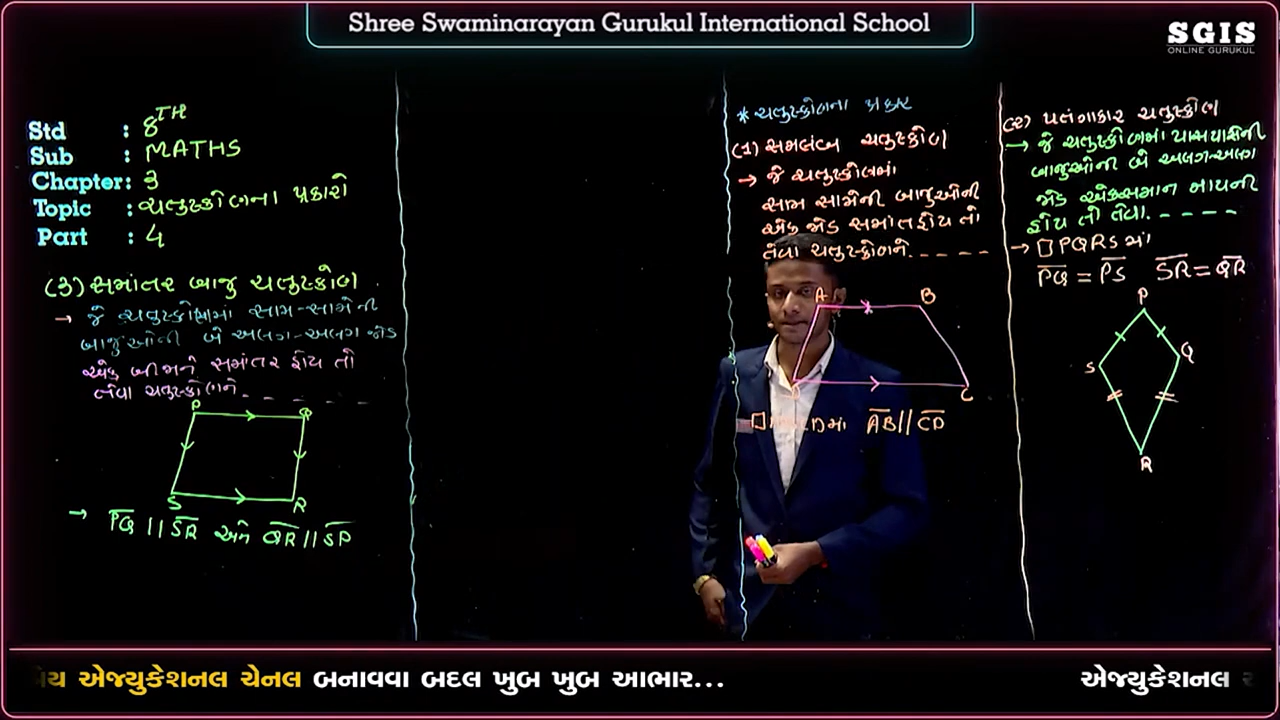 Shree Swaminarayan Gurukul International School
SGIS
ONLINE GURUKUL
Std : 8TH
Sub : MATHS
Chapter: 3
Topic : ચતુષ્કોણના પ્રકારો
Part : 4
(3) સમાંતર બાજુ ચતુષ્કોણ
→ જે ચતુષ્કોણમાં સામ-સામેની
બાજુઓની બે અલગ-અલગ જોડ
એક બીજાને સમાંતર હોય તો
તેવા ચતુષ્કોણને - - - - - - -
P Q
S R
→ PQ || SR અને QR || SP
* ચતુષ્કોણના પ્રકાર
(1) સમલંબ ચતુષ્કોણ
→ જે ચતુષ્કોણમાં
સામ સામેની બાજુઓની
એક જોડ સમાંતર હોય તો
તેવા ચતુષ્કોણને - - - - -
A B
D C
□ CDમાં AB || CD
(2) પતંગાકાર ચતુષ્કોણ
→ જે ચતુષ્કોણમાં પાસપાસેની
બાજુઓની બે અલગ-અલગ
જોડ એકસમાન માપની
હોય તો તેવા - - - - -
→ □PQRS માં
PQ = PS SR = QR
P
S Q
R
એજ્યુકેશનલ ચેનલ બનાવવા બદલ ખુબ ખુબ આભાર... એજ્યુકેશનલ